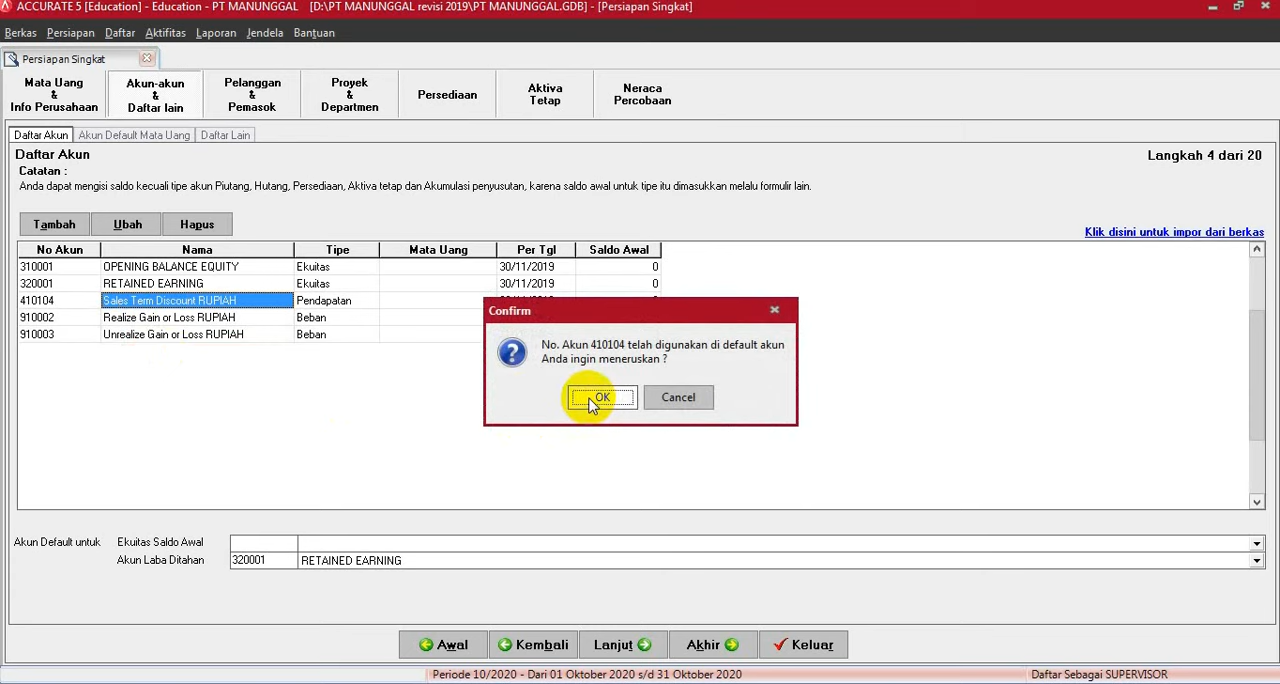 ACCURATE 5 [Education] - Education - PT MANUNGGAL [D:\PT MANUNGGAL revisi 2019\PT MANUNGGAL.GDB] - [Persiapan Singkat]
Berkas Persiapan Daftar Aktifitas Laporan Jendela Bantuan
Persiapan Singkat
Mata Uang & Info Perusahaan
Akun-akun & Daftar lain
Pelanggan & Pemasok
Proyek & Departmen
Persediaan
Aktiva Tetap
Neraca Percobaan
Daftar Akun Akun Default Mata Uang Daftar Lain
Daftar Akun Langkah 4 dari 20
Catatan :
Anda dapat mengisi saldo kecuali tipe akun Piutang, Hutang, Persediaan, Aktiva tetap dan Akumulasi penyusutan, karena saldo awal untuk tipe itu dimasukkan melalu formulir lain.
Tambah Ubah Hapus
Klik disini untuk impor dari berkas
No Akun Nama Tipe Mata Uang Per Tgl Saldo Awal
310001 OPENING BALANCE EQUITY Ekuitas 30/11/2019 0
320001 RETAINED EARNING Ekuitas 30/11/2019 0
410104 Sales Term Discount RUPIAH Pendapatan
910002 Realize Gain or Loss RUPIAH Beban
910003 Unrealize Gain or Loss RUPIAH Beban
Confirm
No. Akun 410104 telah digunakan di default akun
Anda ingin meneruskan ?
OK Cancel
Akun Default untuk Ekuitas Saldo Awal
Akun Laba Ditahan 320001 RETAINED EARNING
Awal Kembali Lanjut Akhir Keluar
Periode 10/2020 - Dari 01 Oktober 2020 s/d 31 Oktober 2020 Daftar Sebagai SUPERVISOR